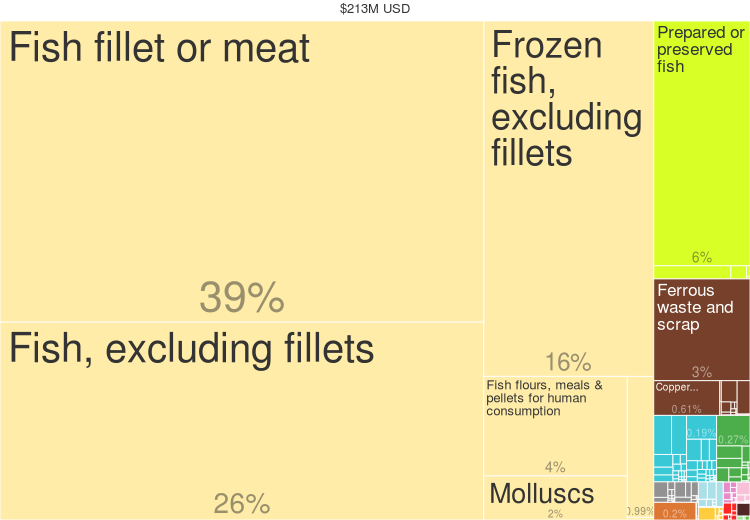 $213M USD
Fish fillet or meat
39%
Fish, excluding fillets
26%
Frozen
fish,
excluding
fillets
16%
Fish flours, meals &
pellets for human
consumption
4%
Molluscs
2%
0.99%
Prepared or
preserved
fish
6%
Ferrous
waste and
scrap
3%
Copper...
0.61%
0.19%
0.27%
0.2%